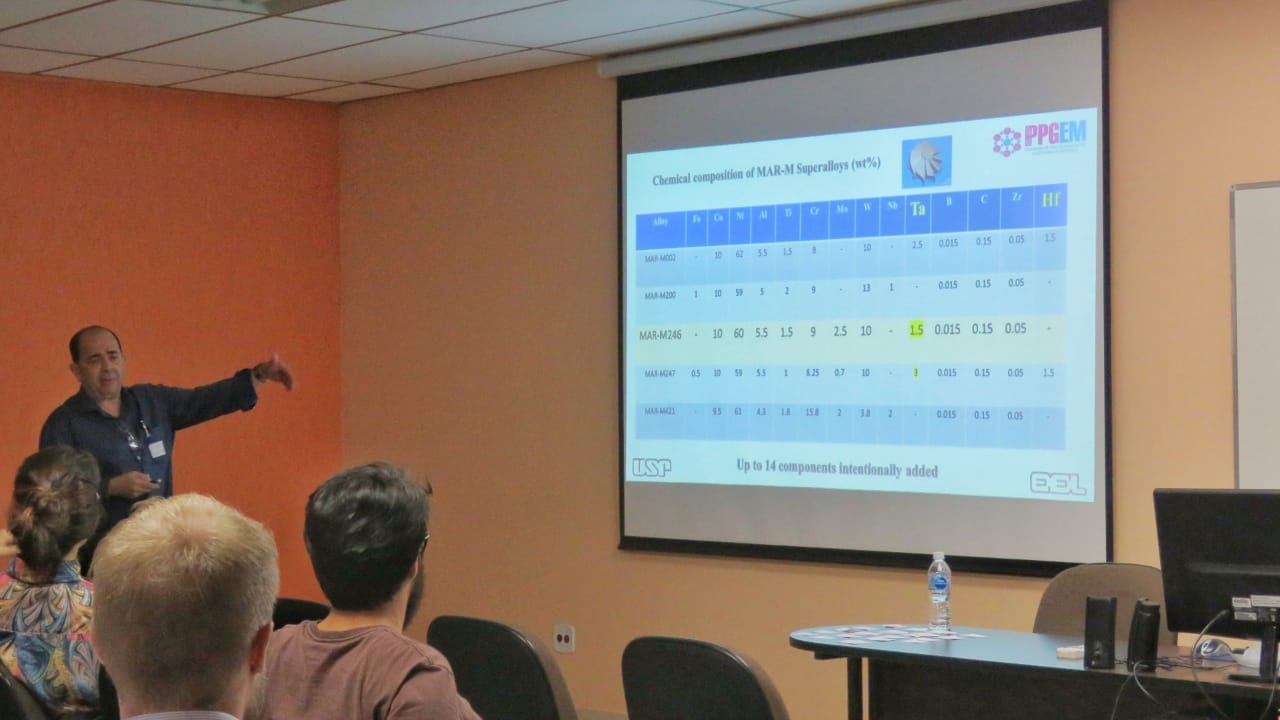 PPGEM
Chemical composition of MAR-M Superalloys (wt%)
Alloy Fe Co Ni Al Ti Cr Mo W Nb Ta B C Zr Hf
MAR-M002 - 10 62 5.5 1.5 8 - 10 - 2.5 0.015 0.15 0.05 1.5
MAR-M200 1 10 59 5 2 9 - 13 1 - 0.015 0.15 0.05 -
MAR-M246 - 10 60 5.5 1.5 9 2.5 10 - 1.5 0.015 0.15 0.05 -
MAR-M247 0.5 10 59 5.5 1 8.25 0.7 10 - 3 0.015 0.15 0.05 1.5
MAR-M421 - 9.5 61 4.3 1.8 15.8 2 3.8 2 - 0.015 0.15 0.05 -
Up to 14 components intentionally added
USP
EEL